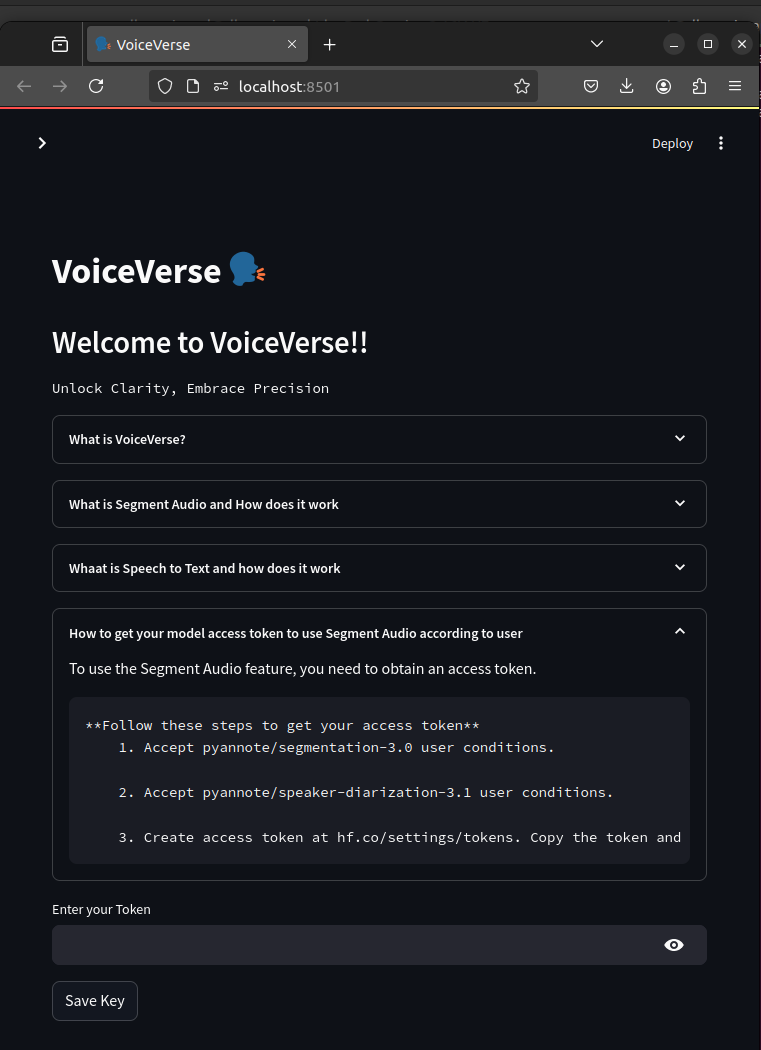 VoiceVerse
localhost:8501
Deploy
VoiceVerse
Welcome to VoiceVerse!!
Unlock Clarity, Embrace Precision
What is VoiceVerse?
What is Segment Audio and How does it work
Whaat is Speech to Text and how does it work
How to get your model access token to use Segment Audio according to user
To use the Segment Audio feature, you need to obtain an access token.
**Follow these steps to get your access token**
1. Accept pyannote/segmentation-3.0 user conditions.
2. Accept pyannote/speaker-diarization-3.1 user conditions.
3. Create access token at hf.co/settings/tokens. Copy the token and
Enter your Token
Save Key